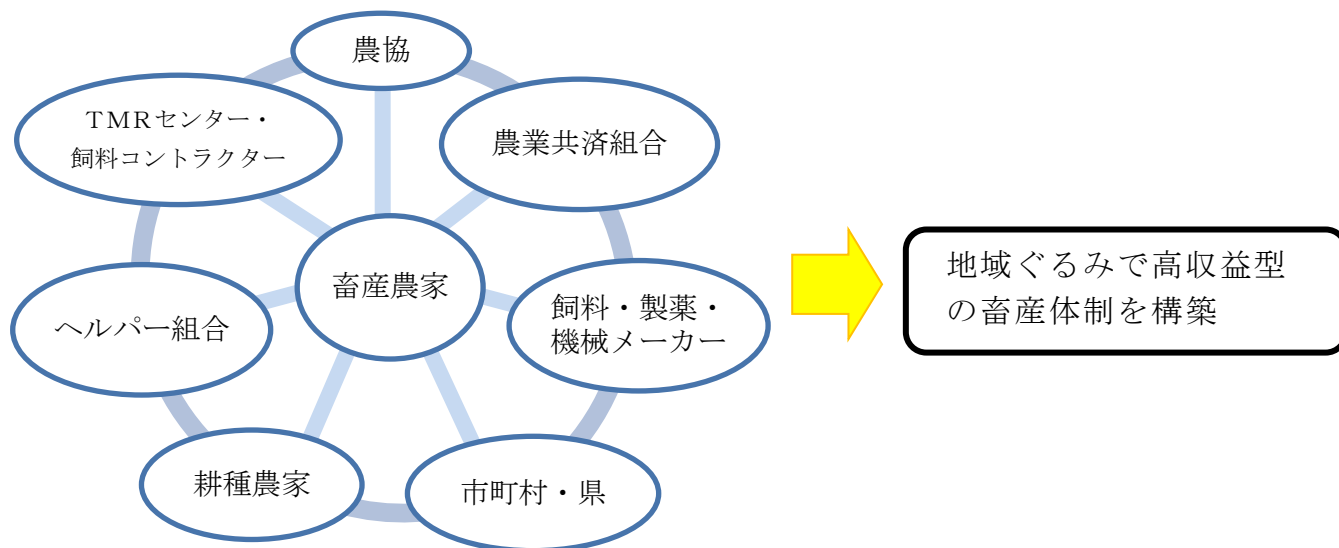 農協
TMRセンター・
飼料コントラクター
農業共済組合
畜産農家
ヘルパー組合
飼料・製薬・
機械メーカー
耕種農家
市町村・県
地域ぐるみで高収益型
の畜産体制を構築